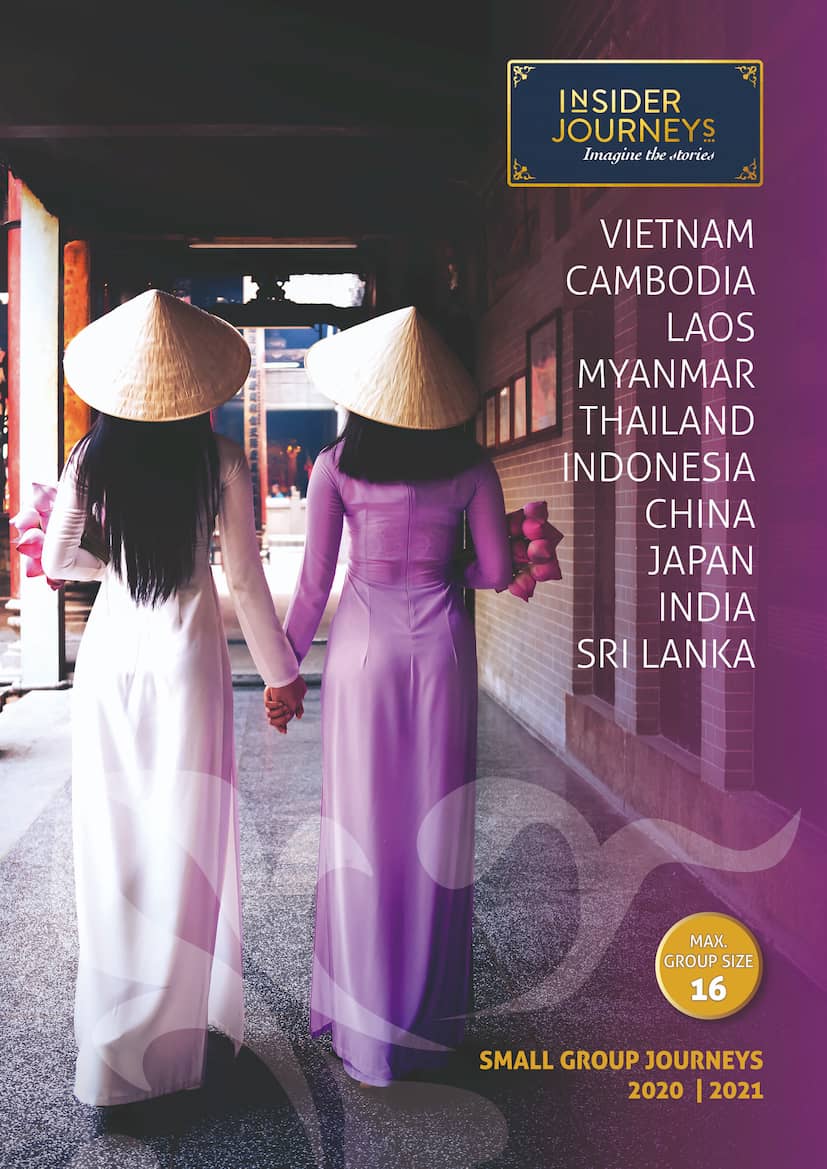 INSIDER
JOURNEYS
Imagine the stories
VIETNAM
CAMBODIA
LAOS
MYANMAR
THAILAND
INDONESIA
CHINA
JAPAN
INDIA
SRI LANKA
MAX.
GROUP SIZE
16
SMALL GROUP JOURNEYS
2020 | 2021